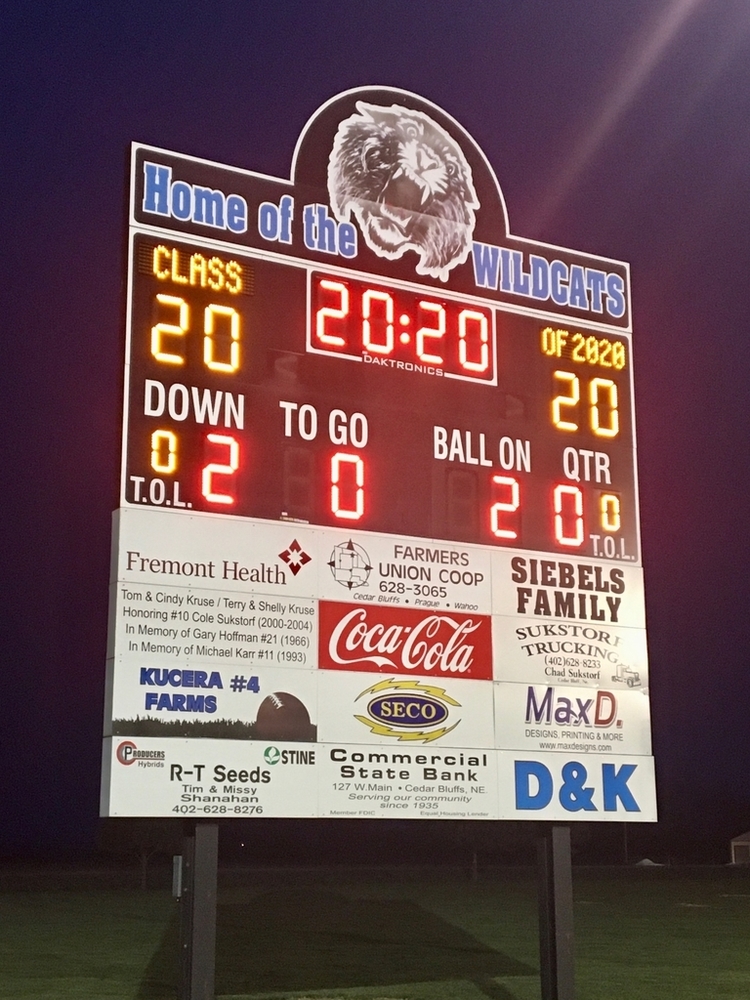 Home of the WILDCATS
CLASS
20
20:20
DAKTRONICS
OF 2020
20
DOWN
TO GO
BALL ON
QTR
0
2
0
2
0
0
T.O.L.
T.O.L.
Fremont Health
FARMERS
UNION COOP
628-3065
Cedar Bluffs • Prague • Wahoo
SIEBELS
FAMILY
Tom & Cindy Kruse / Terry & Shelly Kruse
Honoring #10 Cole Sukstorf (2000-2004)
In Memory of Gary Hoffman #21 (1966)
In Memory of Michael Karr #11 (1993)
Coca-Cola
SUKSTORF
TRUCKING
(402)628-8233
Chad Sukstorf
Cedar Bluffs, Ne.
KUCERA #4
FARMS
SECO
MaxD.
DESIGNS, PRINTING & MORE
www.maxdesigns.com
PRODUCERS
Hybrids
STINE
R-T Seeds
Tim & Missy
Shanahan
402-628-8276
Commercial
State Bank
127 W.Main • Cedar Bluffs, NE.
Serving our community
since 1935
Member FDIC
Equal Housing Lender
D&K